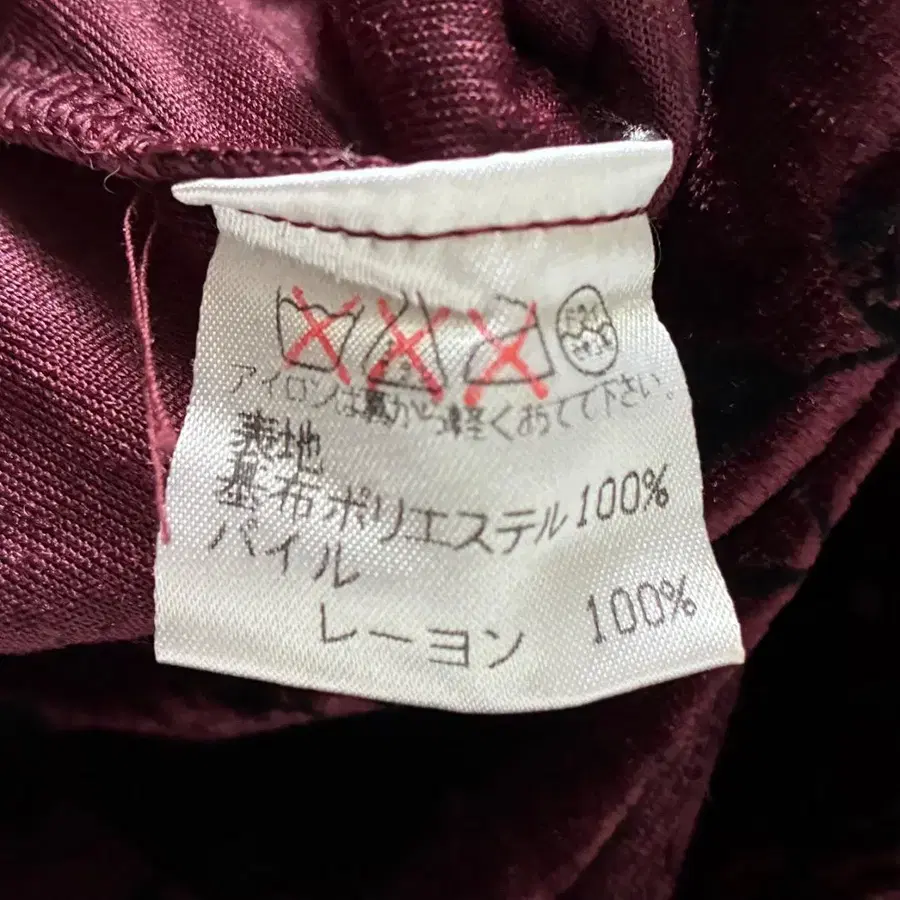 アイロンは裏から軽くあてて下さい。
表地
基布ポリエステル100%
パイル
レーヨン 100%